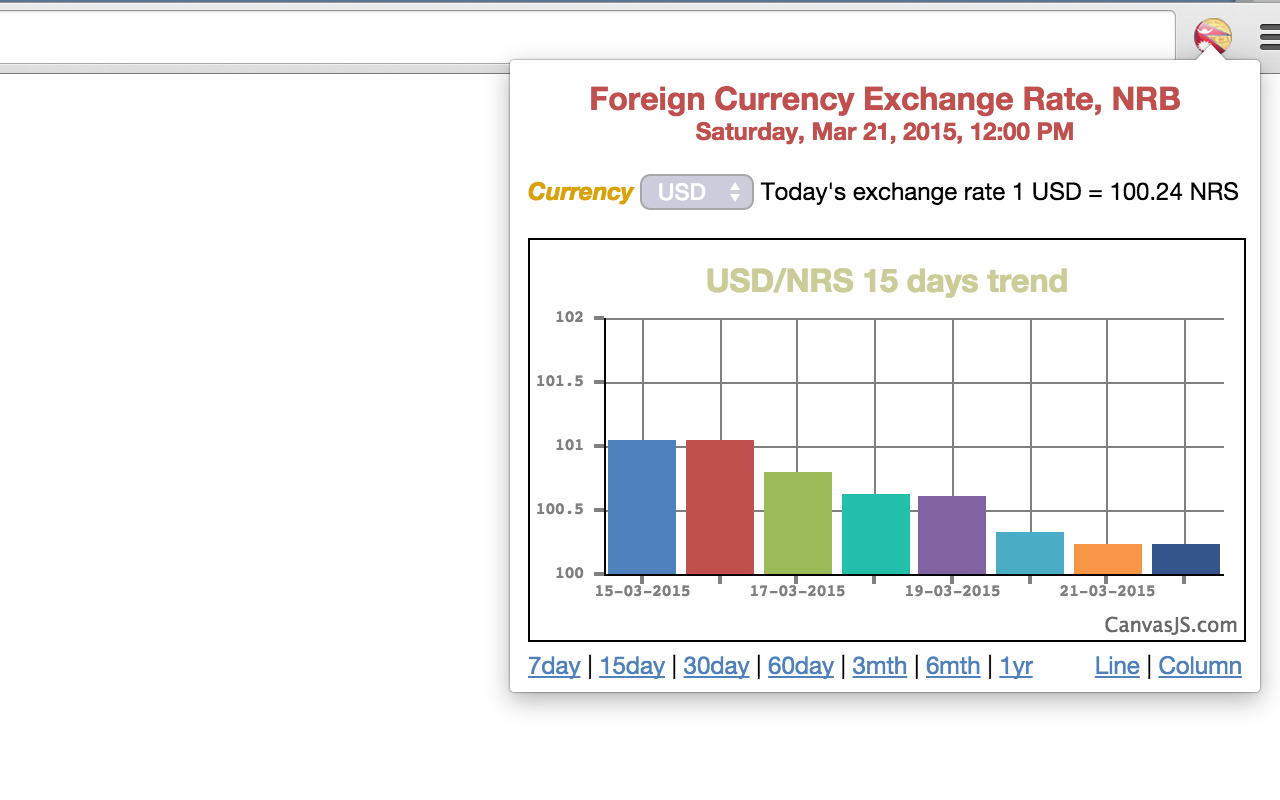 Foreign Currency Exchange Rate, NRB
Saturday, Mar 21, 2015, 12:00 PM
Currency USD Today's exchange rate 1 USD = 100.24 NRS
USD/NRS 15 days trend
102
101.5
101
100.5
100
15-03-2015 17-03-2015 19-03-2015 21-03-2015
CanvasJS.com
7day | 15day | 30day | 60day | 3mth | 6mth | 1yr Line | Column